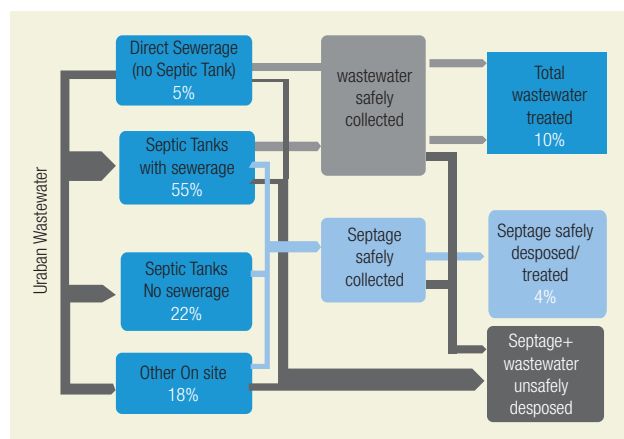 Uraban Wastewater
Direct Sewerage
(no Septic Tank)
5%
Septic Tanks
with sewerage
55%
Septic Tanks
No sewerage
22%
Other On site
18%
wastewater
safely
collected
Septage
safely
collected
Total
wastewater
treated
10%
Septage safely
desposed/
treated
4%
Septage+
wastewater
unsafely
desposed